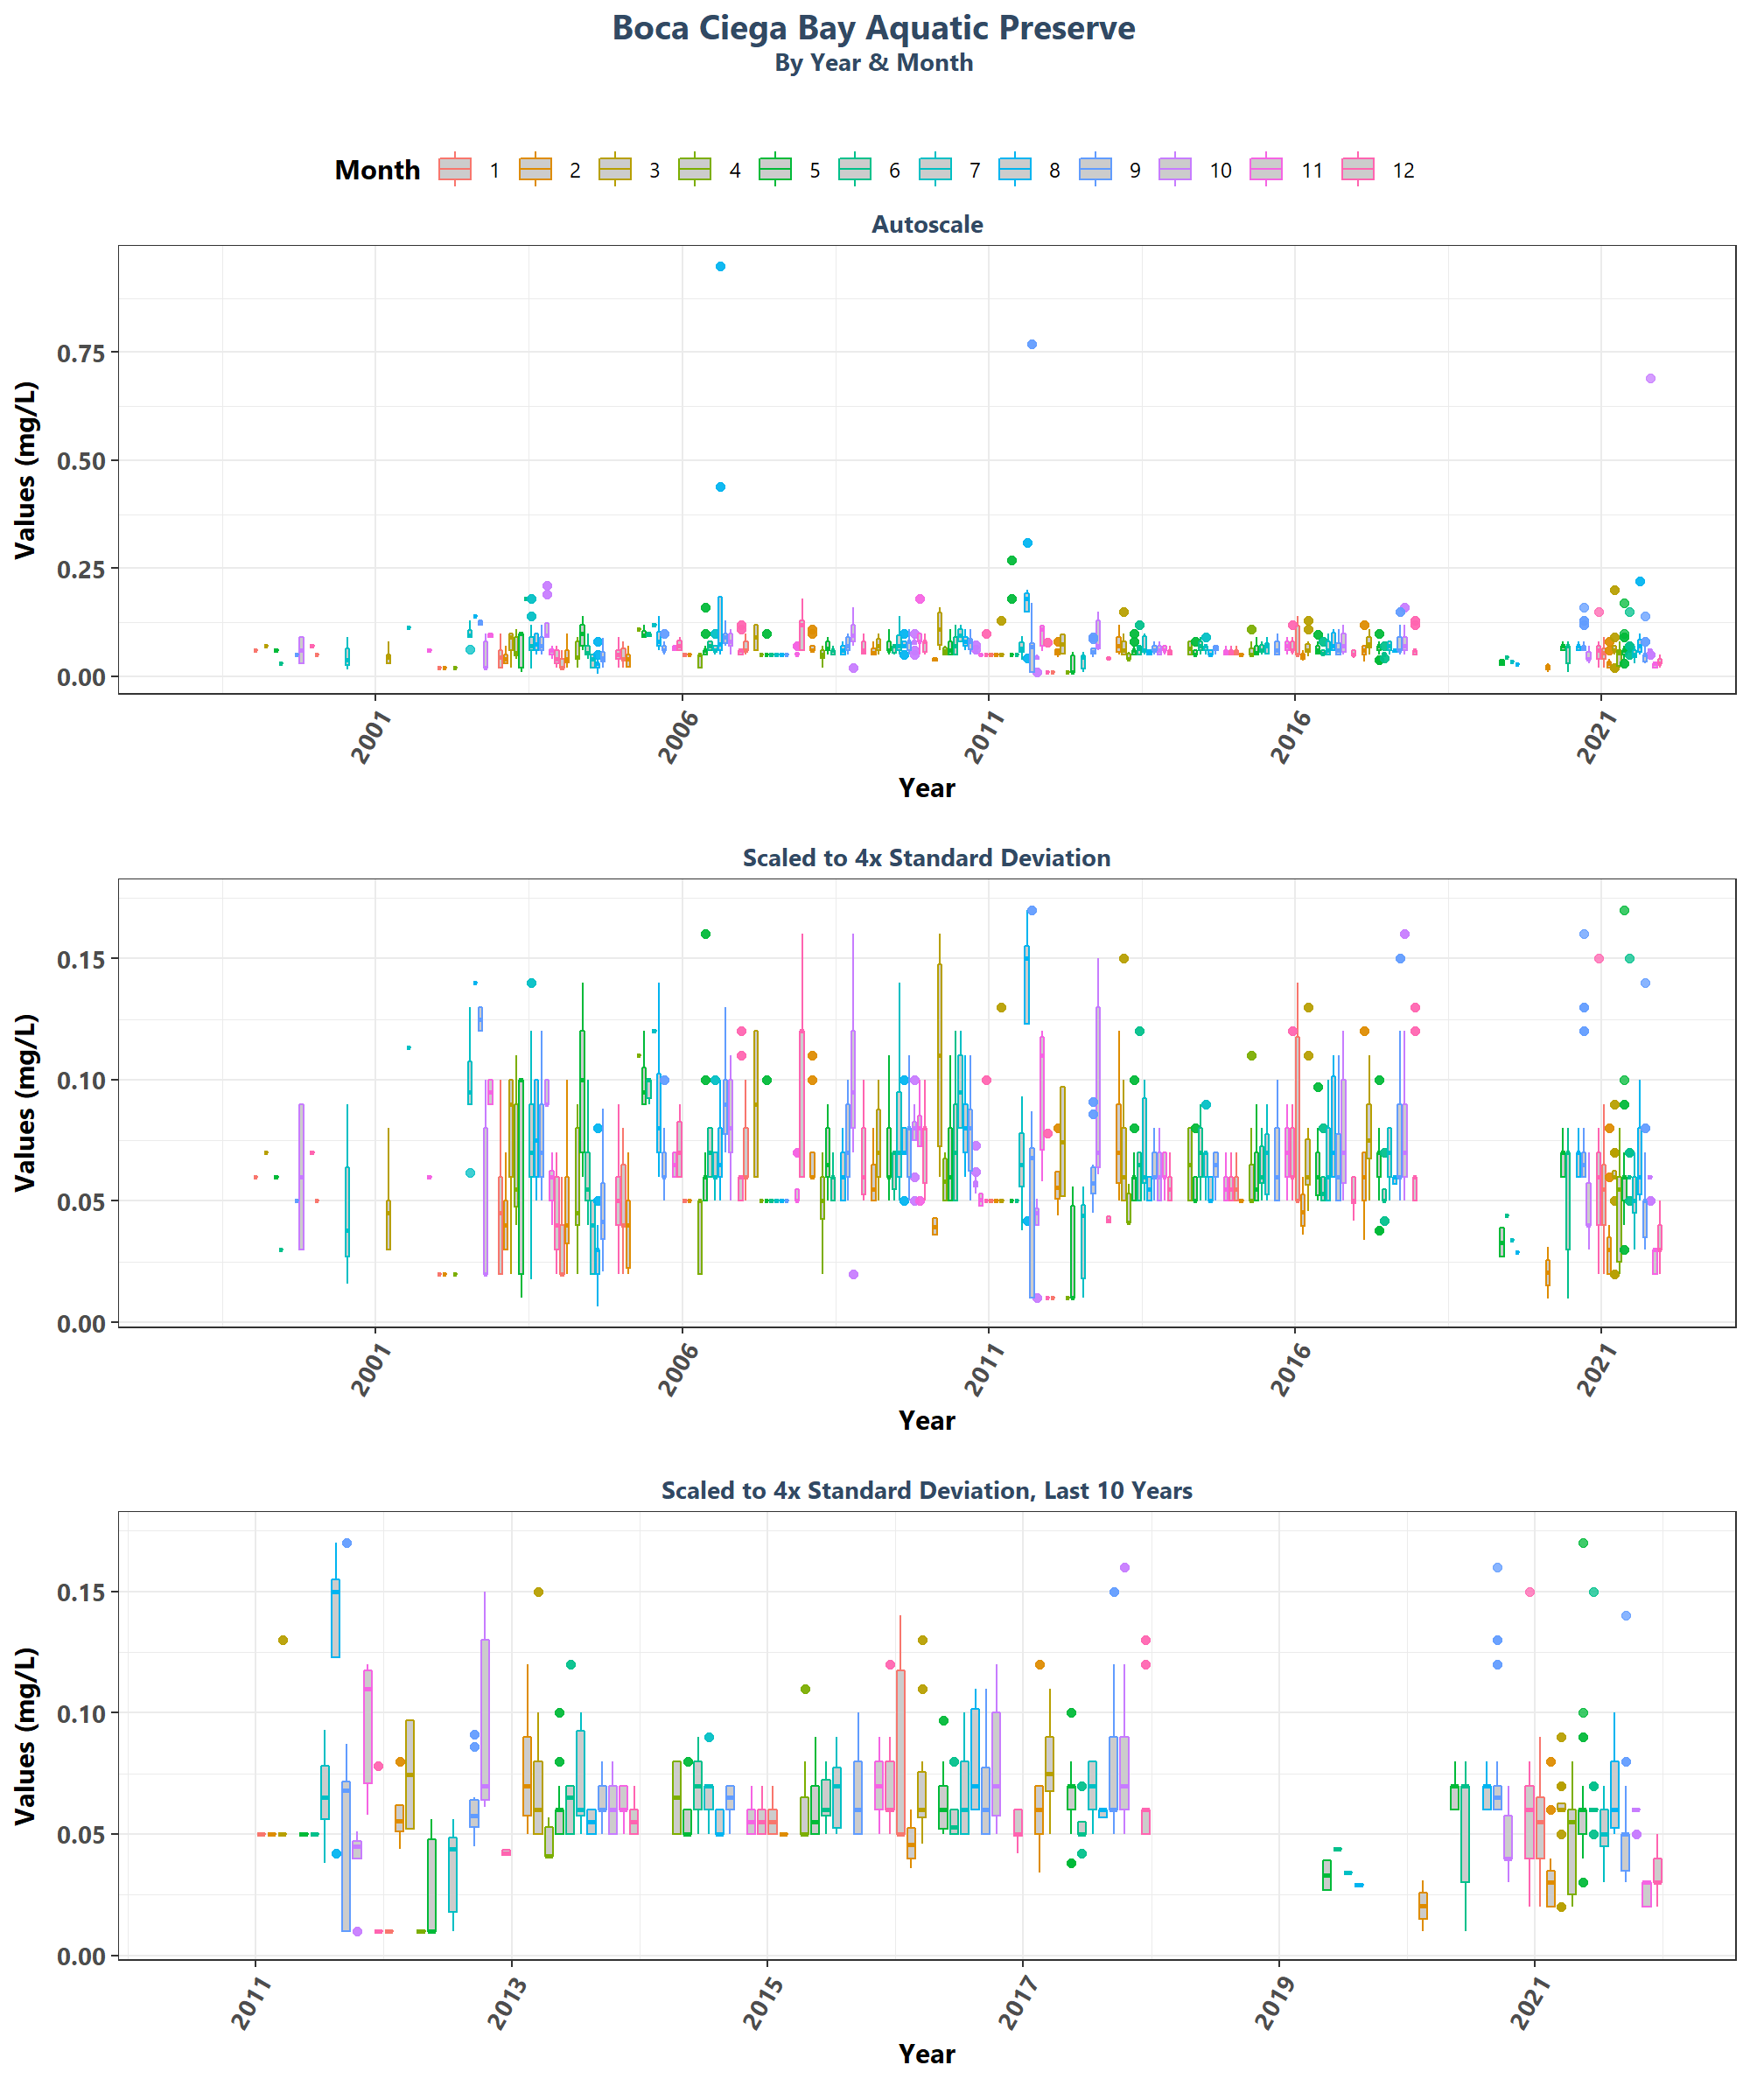 Boca Ciega Bay Aquatic Preserve
By Year & Month
Month 1 2 3 4 5 6 7 8 9 10 11 12
Autoscale
Values (mg/L)
0.75
0.50
0.25
0.00
2001 2006 2011 2016 2021
Year
Scaled to 4x Standard Deviation
Values (mg/L)
0.15
0.10
0.05
0.00
2001 2006 2011 2016 2021
Year
Scaled to 4x Standard Deviation, Last 10 Years
Values (mg/L)
0.15
0.10
0.05
0.00
2011 2013 2015 2017 2019 2021
Year